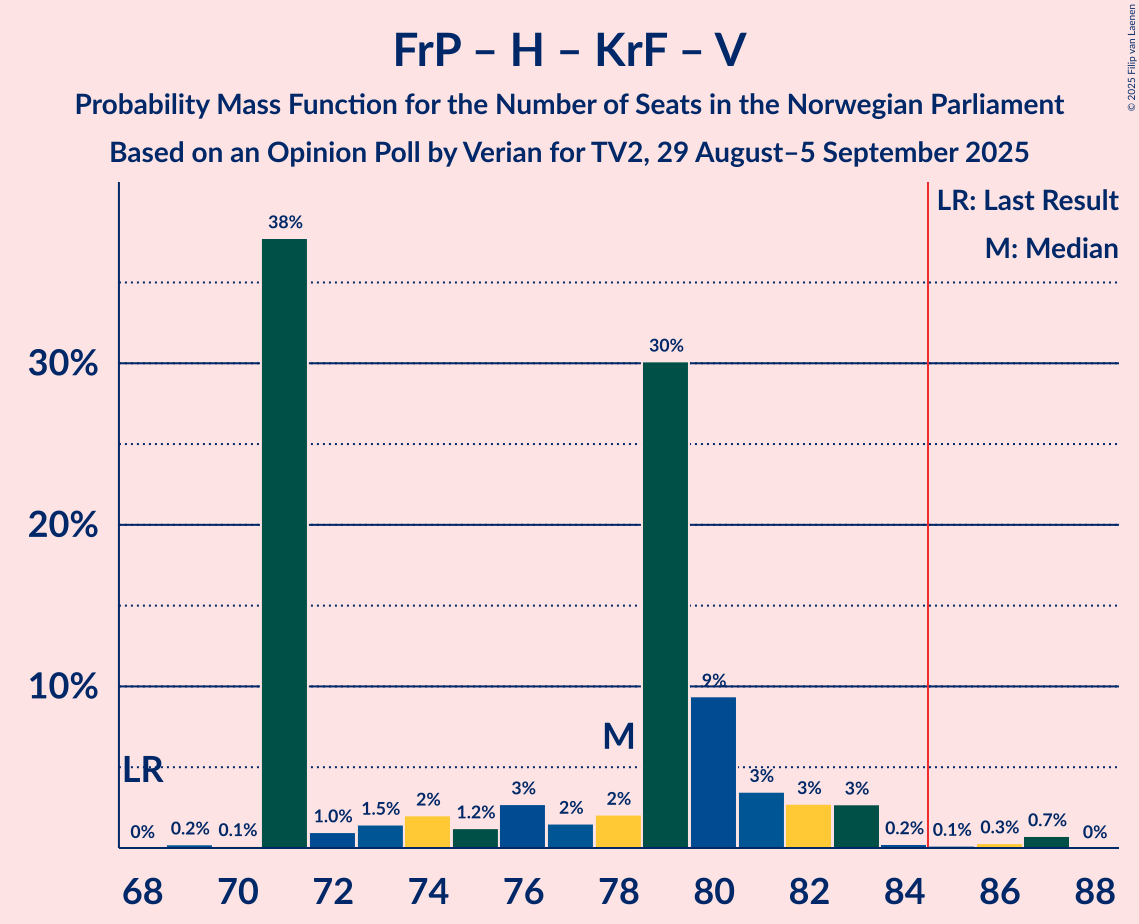 FrP – H – KrF – V
Probability Mass Function for the Number of Seats in the Norwegian Parliament
Based on an Opinion Poll by Verian for TV2, 29 August–5 September 2025
© 2025 Filip van Laenen
LR: Last Result
M: Median
30%
20%
10%
LR
M
0%
0.2%
0.1%
38%
1.0%
1.5%
2%
1.2%
3%
2%
2%
30%
9%
3%
3%
3%
0.2%
0.1%
0.3%
0.7%
0%
68 70 72 74 76 78 80 82 84 86 88